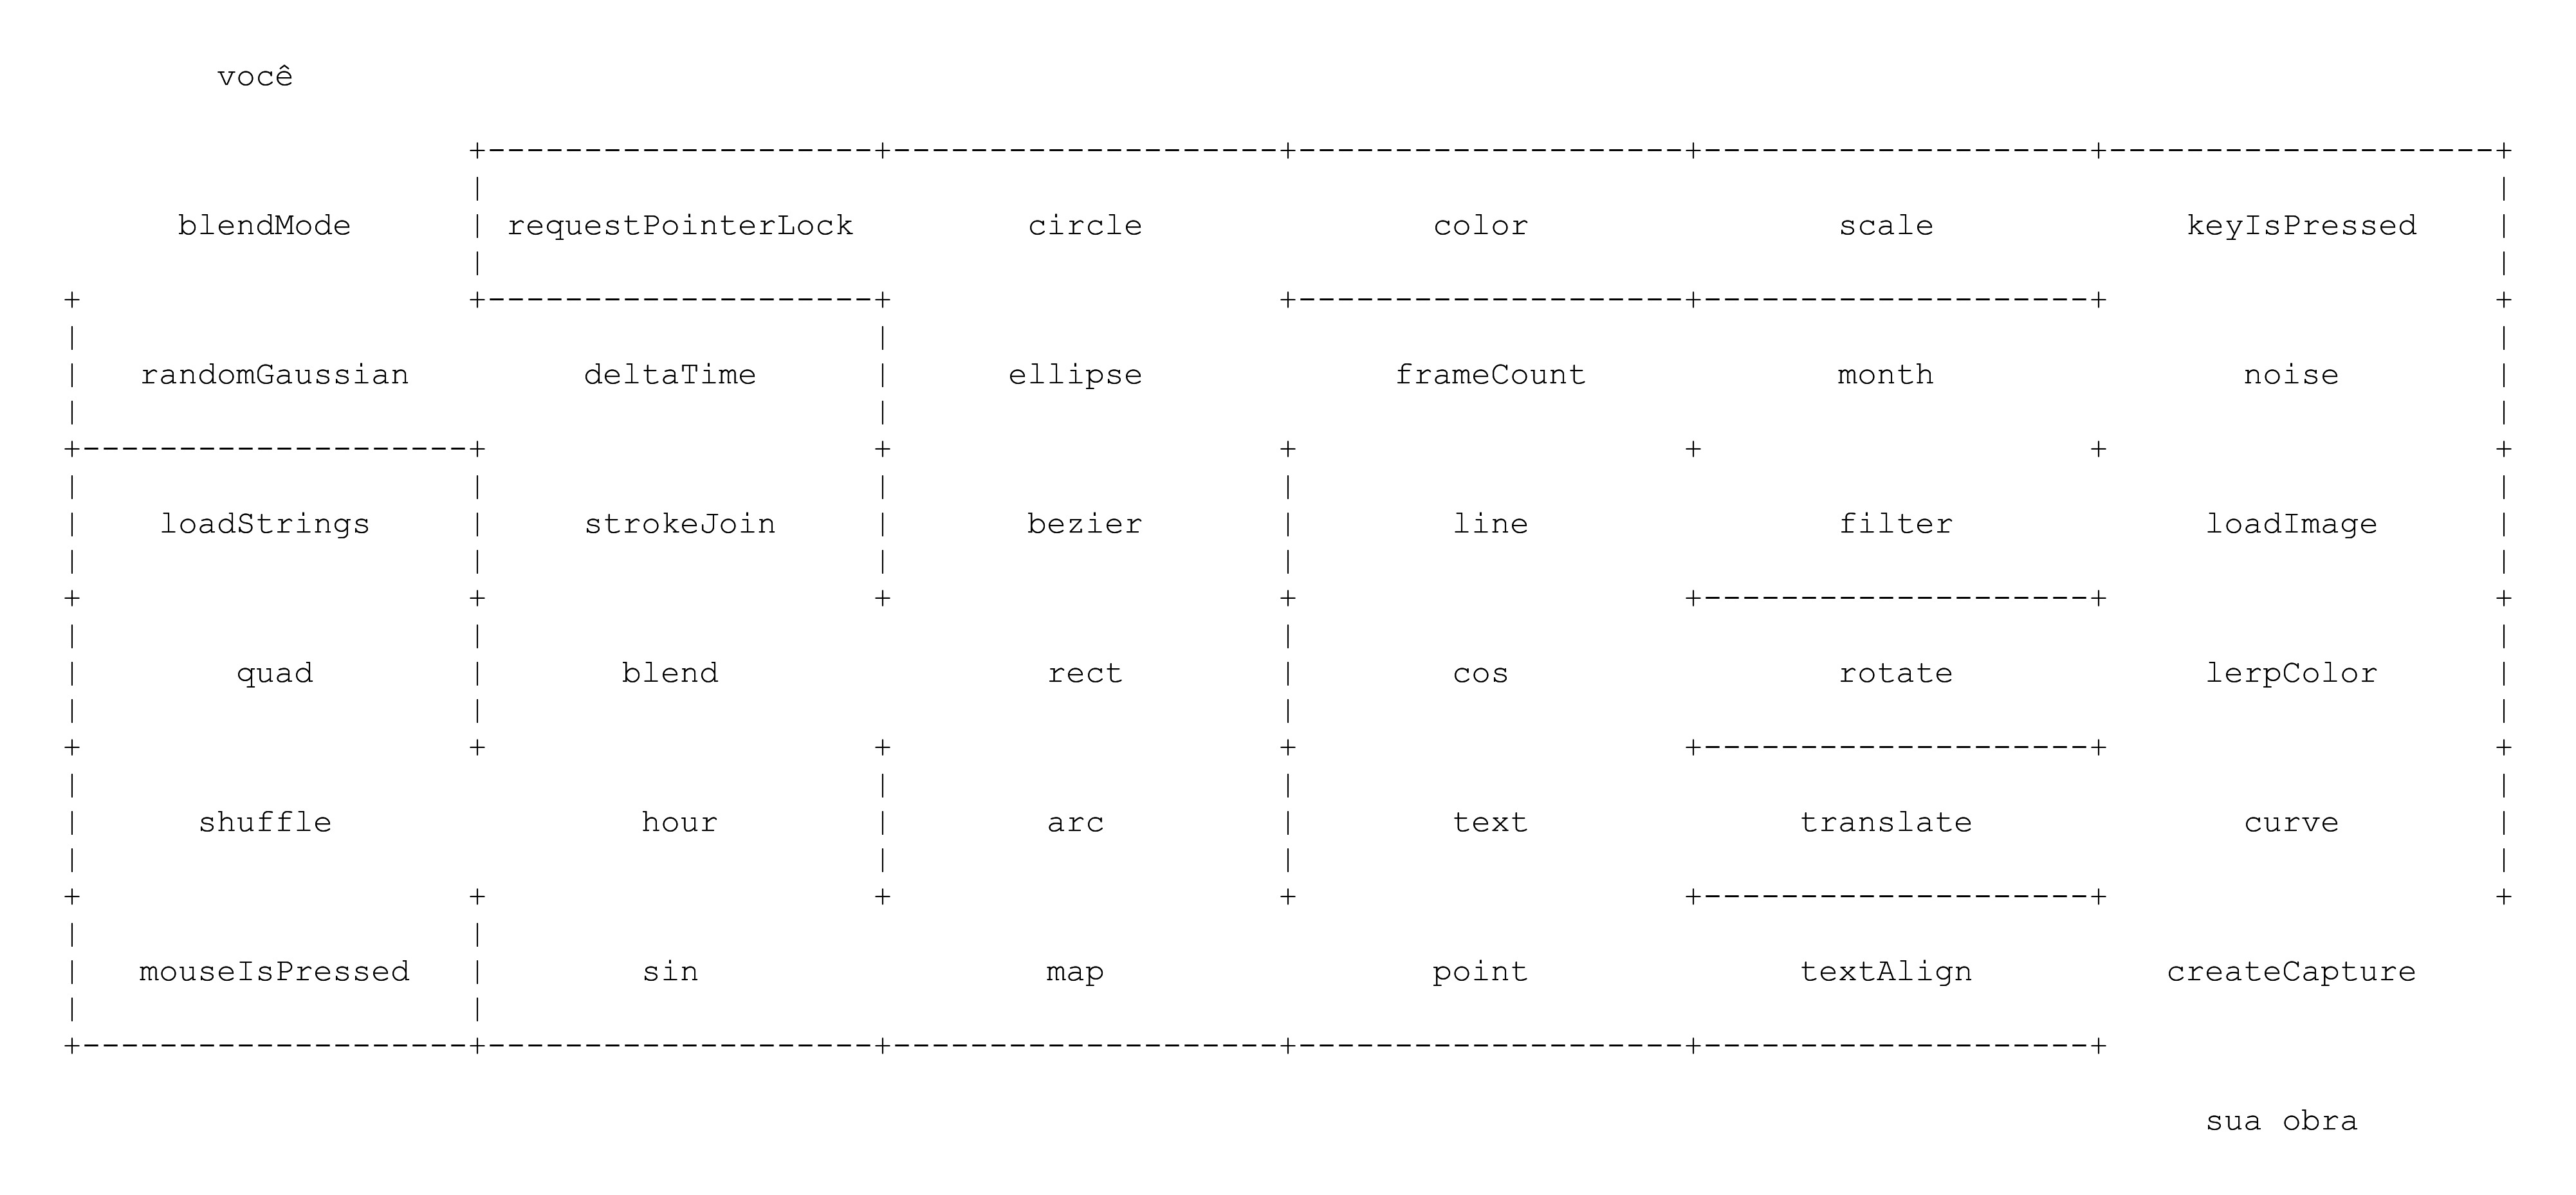 você
blendMode requestPointerLock circle color scale keyIsPressed
randomGaussian deltaTime ellipse frameCount month noise
loadStrings strokeJoin bezier line filter loadImage
quad blend rect cos rotate lerpColor
shuffle hour arc text translate curve
mouseIsPressed sin map point textAlign createCapture
sua obra